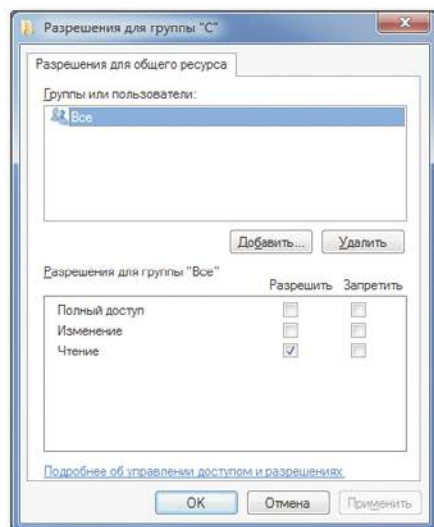 Разрешения для группы "C"
Разрешения для общего ресурса
Группы или пользователи:
Все
Добавить... Удалить
Разрешения для группы "Все"
Разрешить Запретить
Полный доступ
Изменение
Чтение
Подробнее об управлении доступом и разрешениях
ОК Отмена Применить